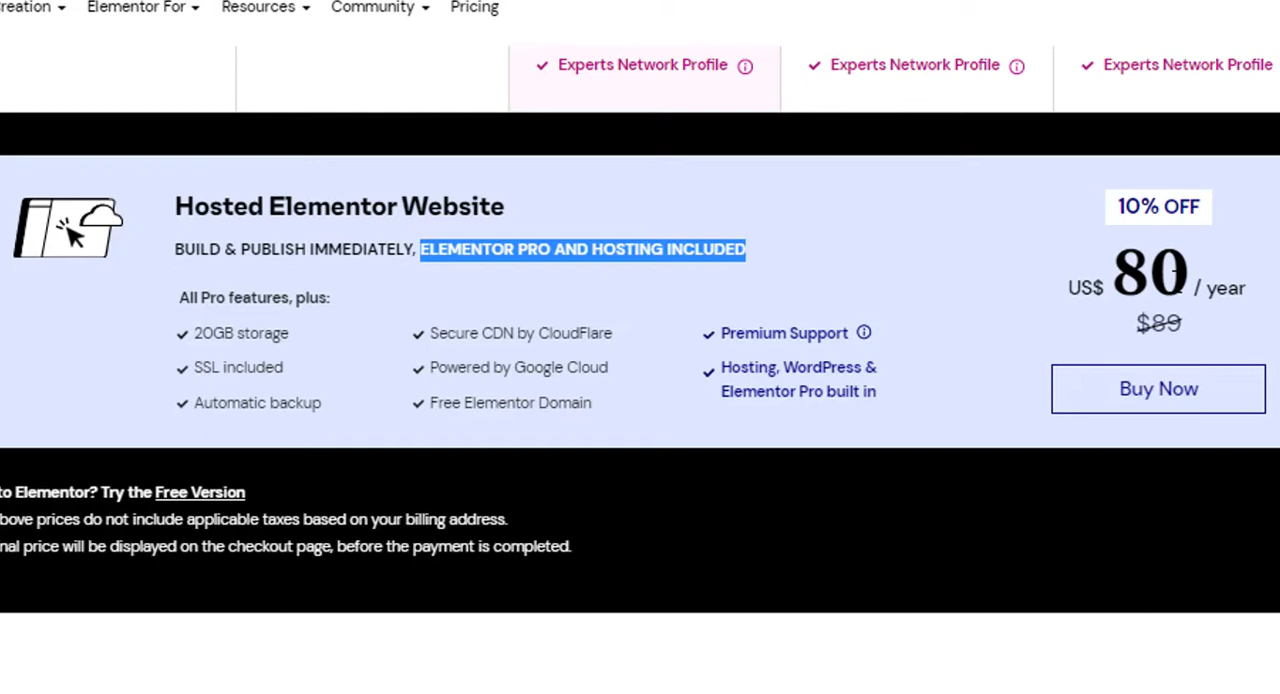 reation Elementor For Resources Community Pricing
Experts Network Profile Experts Network Profile Experts Network Profile
Hosted Elementor Website
BUILD & PUBLISH IMMEDIATELY, ELEMENTOR PRO AND HOSTING INCLUDED
All Pro features, plus:
20GB storage
SSL included
Automatic backup
Secure CDN by CloudFlare
Powered by Google Cloud
Free Elementor Domain
Premium Support
Hosting, WordPress &
Elementor Pro built in
10% OFF
US$ 80 / year
$89
Buy Now
to Elementor? Try the Free Version
bove prices do not include applicable taxes based on your billing address.
nal price will be displayed on the checkout page, before the payment is completed.